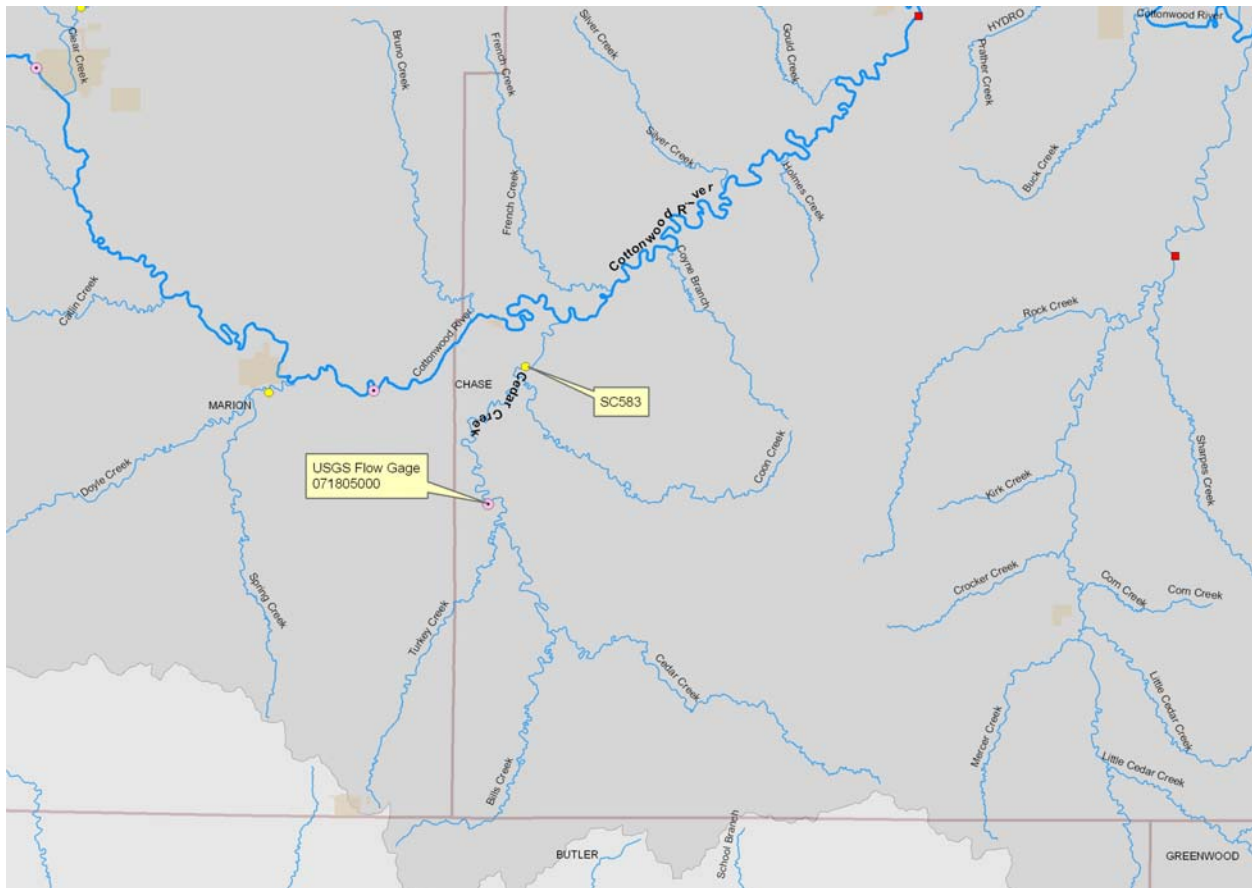 Clear Creek
Bruno Creek
French Creek
Silver Creek
Gould Creek
HYDRO
Prather Creek
Cottonwood River
Silver Creek
Holmes Creek
Buck Creek
French Creek
Cottonwood River
Coyne Branch
Catlin Creek
Cottonwood River
Rock Creek
CHASE
Cedar Creek
SC583
MARION
USGS Flow Gage
071805000
Doyle Creek
Coon Creek
Kirk Creek
Sharpes Creek
Spring Creek
Turkey Creek
Crocker Creek
Corn Creek
Corn Creek
Cedar Creek
Little Cedar Creek
Mercer Creek
Bills Creek
Little Cedar Creek
School Branch
BUTLER
GREENWOOD